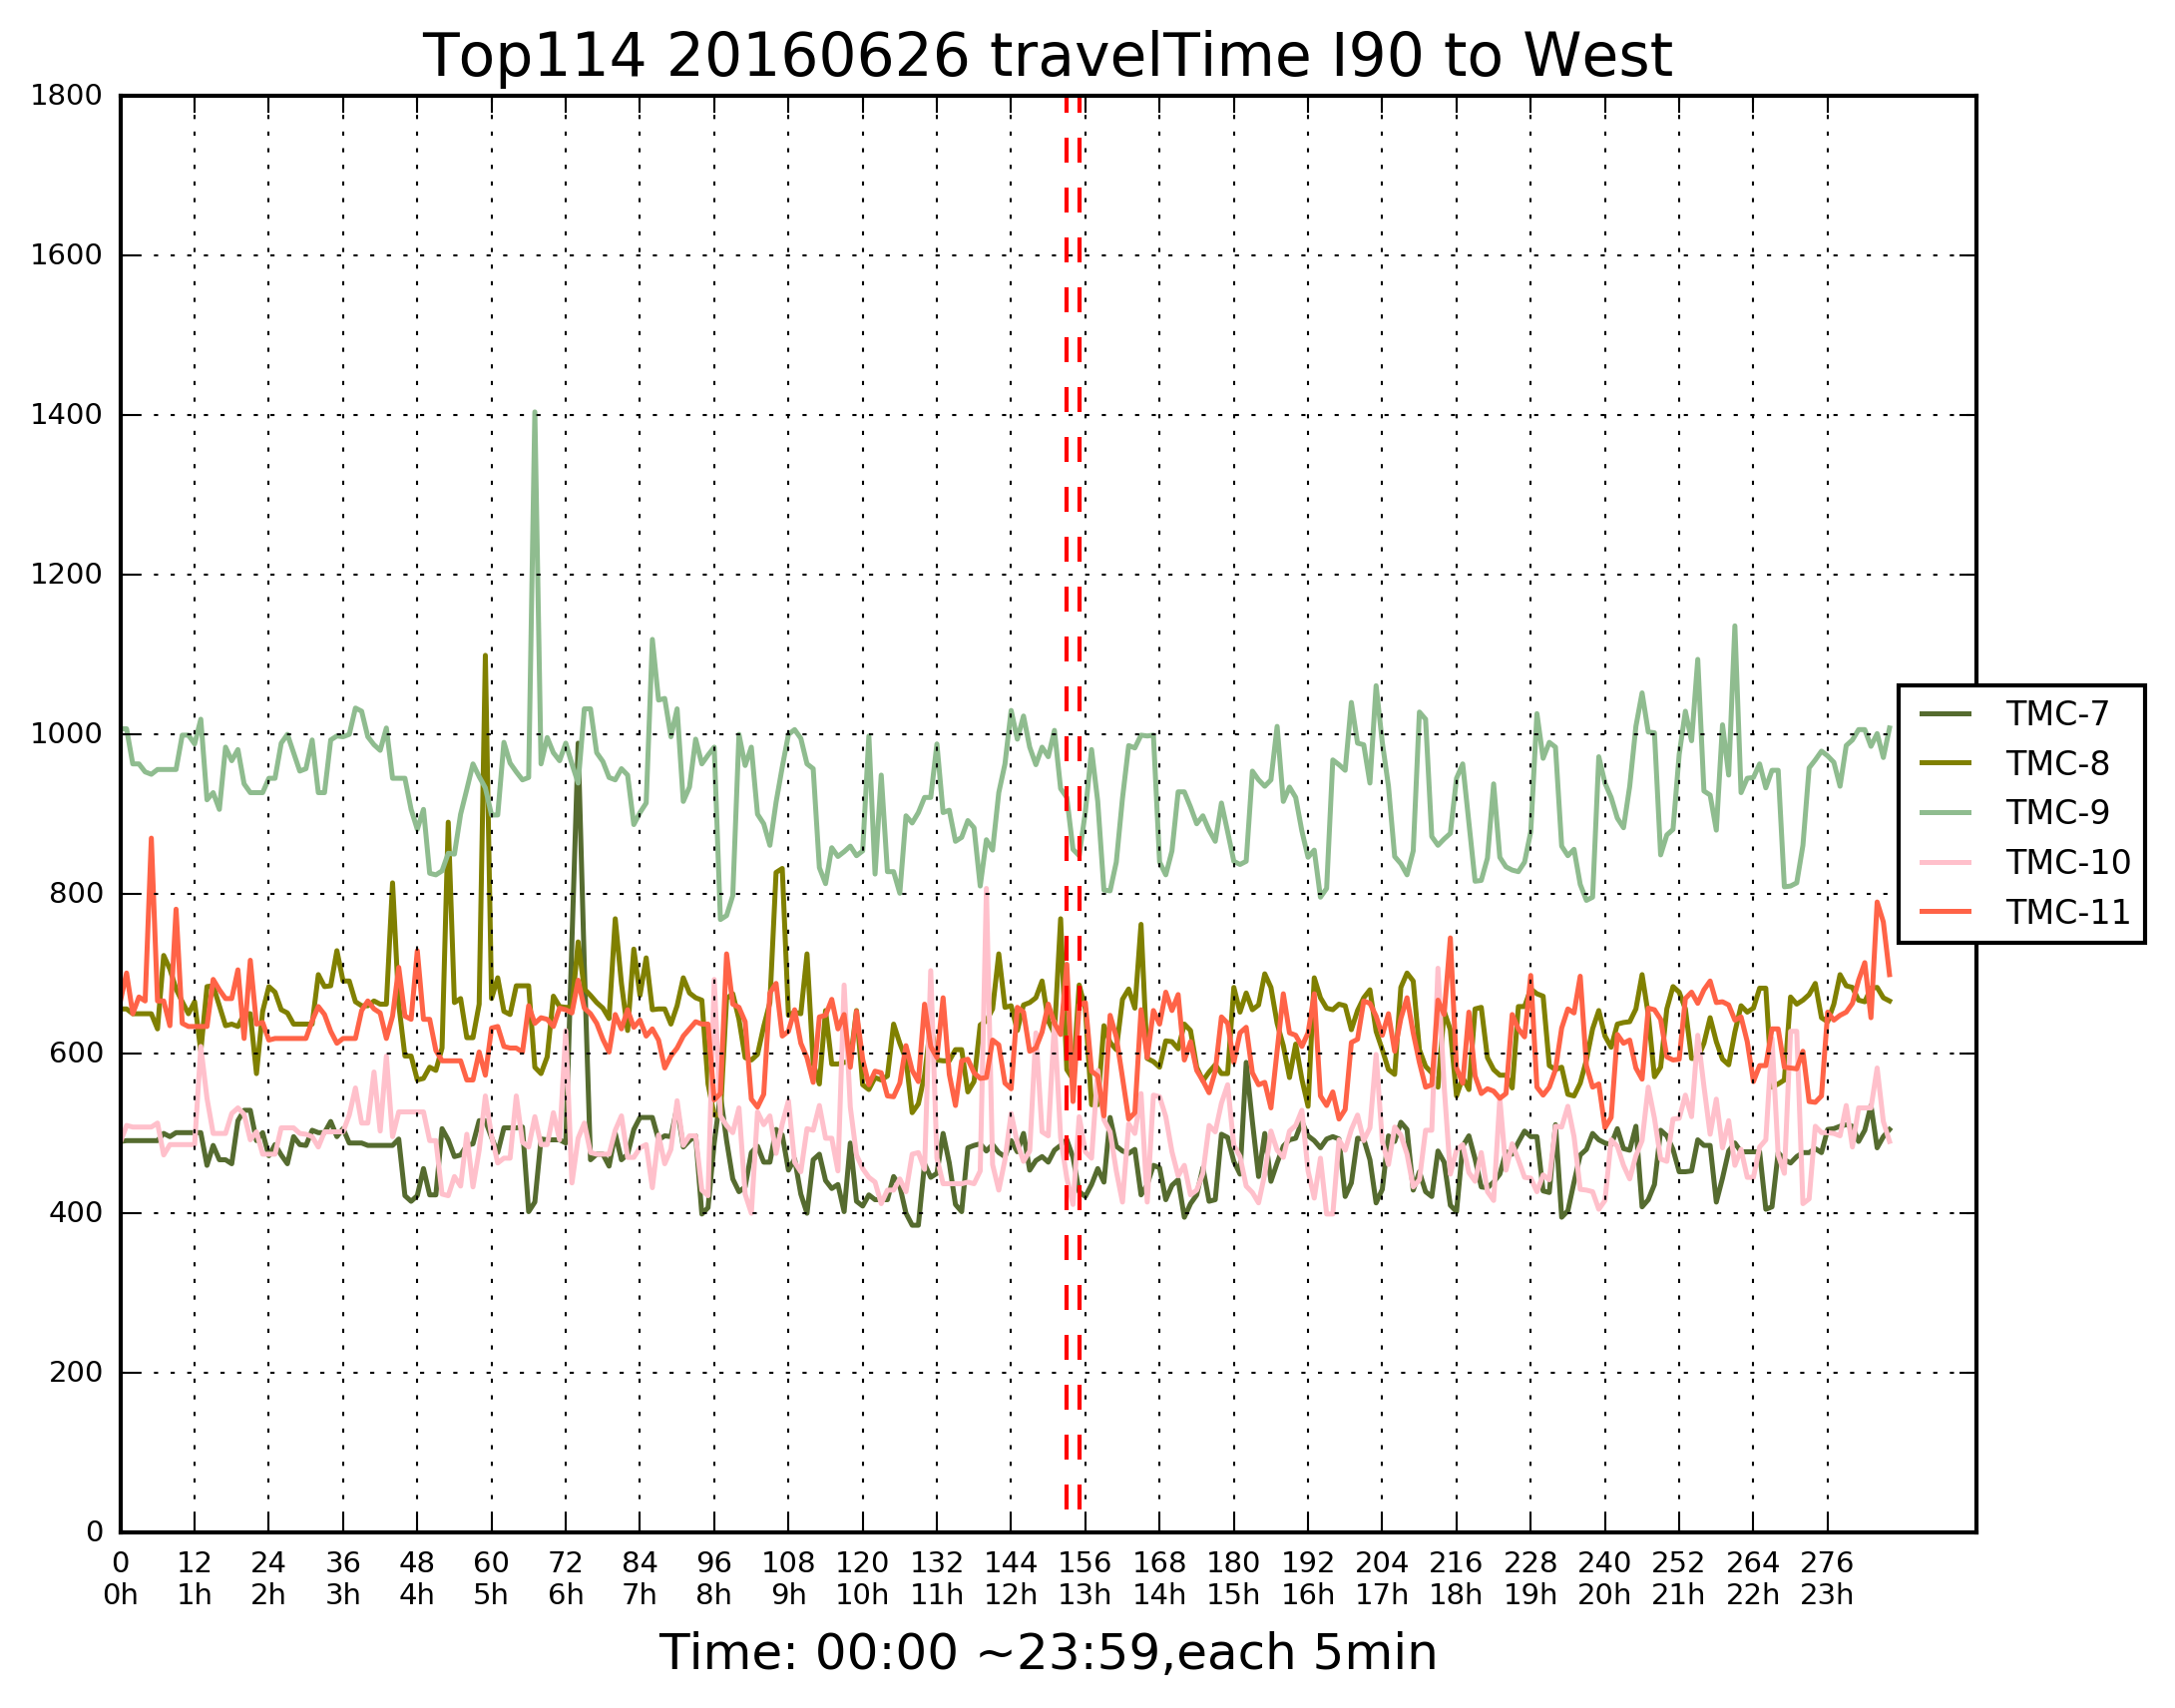 Top114 20160626 travelTime I90 to West
1800
1600
1400
1200
1000
800
600
400
200
0
TMC-7
TMC-8
TMC-9
TMC-10
TMC-11
0 12 24 36 48 60 72 84 96 108 120 132 144 156 168 180 192 204 216 228 240 252 264 276
0h 1h 2h 3h 4h 5h 6h 7h 8h 9h 10h 11h 12h 13h 14h 15h 16h 17h 18h 19h 20h 21h 22h 23h
Time: 00:00 ~23:59,each 5min